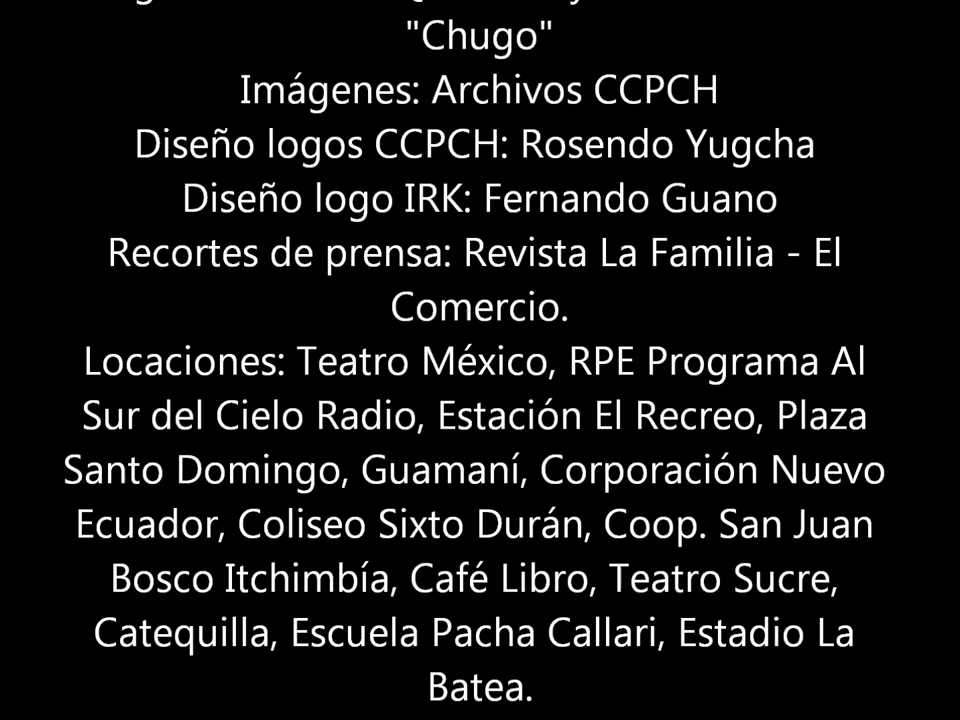 "Chugo"
Imágenes: Archivos CCPCH
Diseño logos CCPCH: Rosendo Yugcha
Diseño logo IRK: Fernando Guano
Recortes de prensa: Revista La Familia - El
Comercio.
Locaciones: Teatro México, RPE Programa Al
Sur del Cielo Radio, Estación El Recreo, Plaza
Santo Domingo, Guamaní, Corporación Nuevo
Ecuador, Coliseo Sixto Durán, Coop. San Juan
Bosco Itchimbía, Café Libro, Teatro Sucre,
Catequilla, Escuela Pacha Callari, Estadio La
Batea.